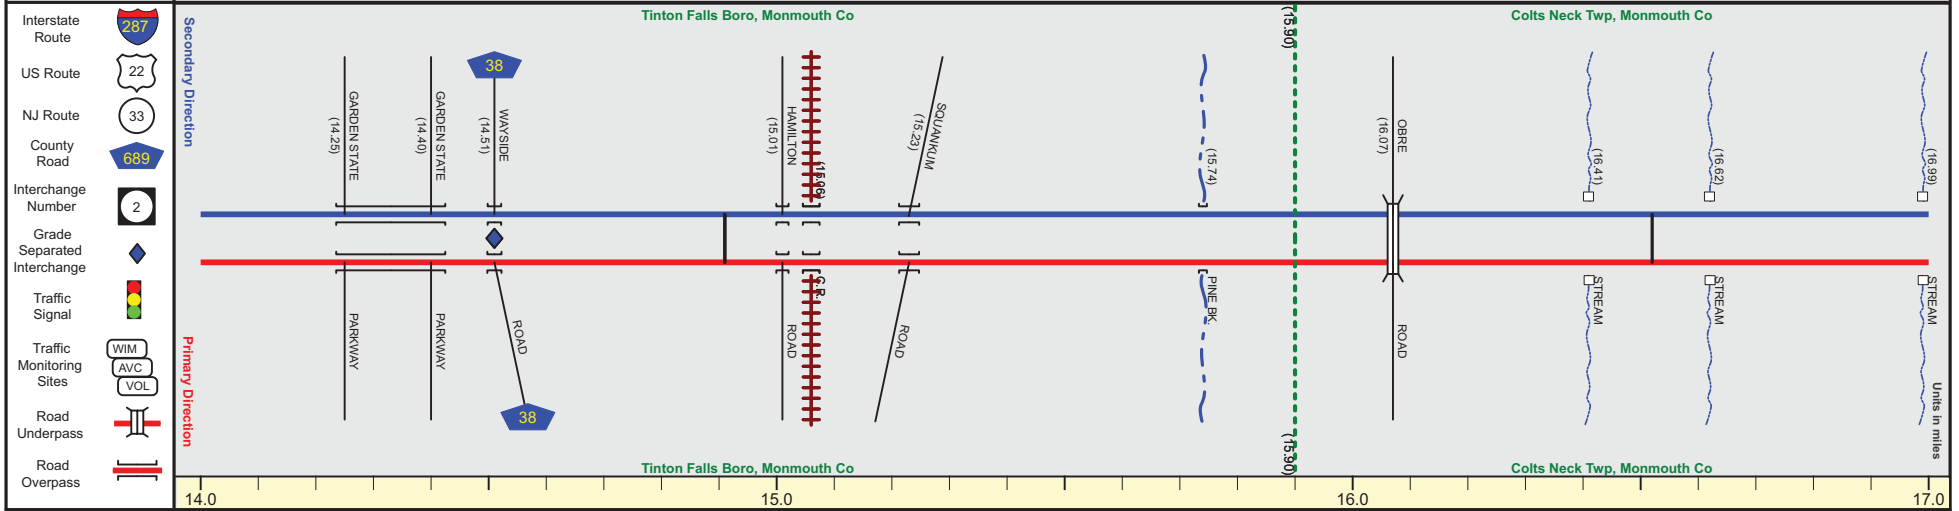 Interstate
Route
287
US Route
22
NJ Route
33
County
Road
689
Interchange
Number
2
Grade
Separated
Interchange
Traffic
Signal
Traffic
Monitoring
Sites
WIM
AVC
VOL
Road
Underpass
Road
Overpass
Secondary Direction
Primary Direction
Tinton Falls Boro, Monmouth Co
(15.90)
Colts Neck Twp, Monmouth Co
GARDEN STATE
(14.25)
GARDEN STATE
(14.40)
38
WAYSIDE
(14.51)
HAMILTON
(15.01)
(15.06)
SQUANKUM
(15.23)
(15.74)
OBRE
(16.07)
(16.41)
(16.62)
(16.99)
PARKWAY
PARKWAY
ROAD
38
ROAD
C.R.
ROAD
PINE BK.
ROAD
STREAM
STREAM
STREAM
Units in miles
Tinton Falls Boro, Monmouth Co
(15.90)
Colts Neck Twp, Monmouth Co
14.0
15.0
16.0
17.0